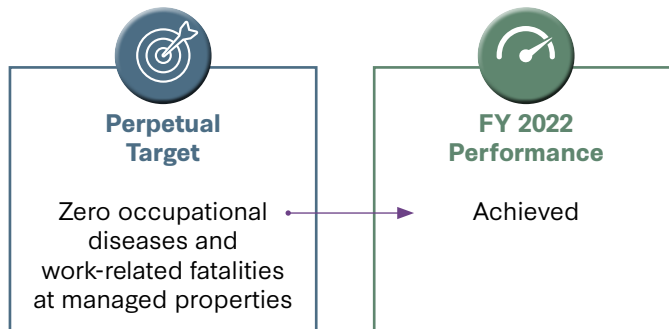 Perpetual
Target
Zero occupational
diseases and
work-related fatalities
at managed properties
FY 2022
Performance
Achieved